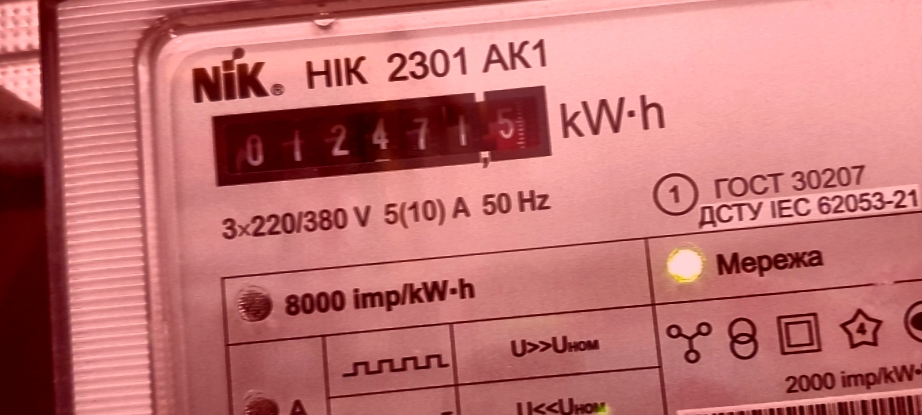 NiK® НІК 2301 АК1
012471,5 kW·h
3×220/380 V 5(10) A 50 Hz
1 ГОСТ 30207
ДСТУ IEC 62053-21
8000 imp/kW·h
Мережа
U>>Uном
4
A
U<<Uном
2000 imp/kW·